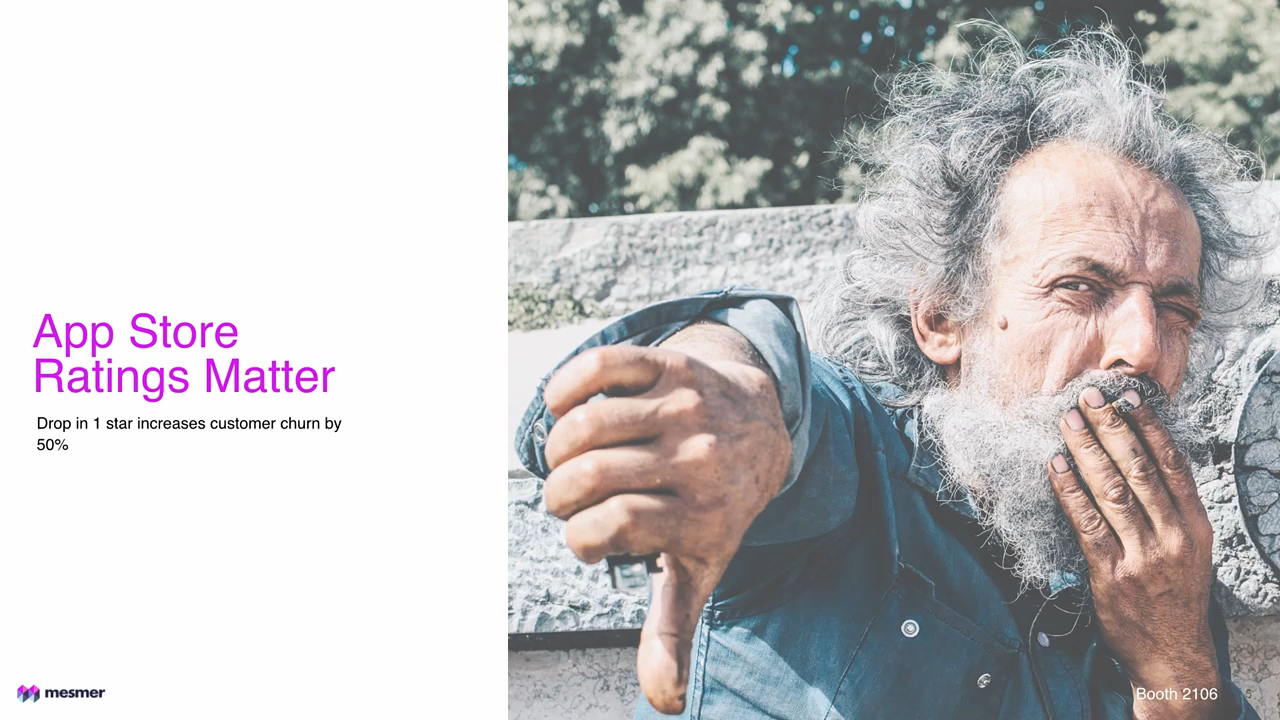 App Store
Ratings Matter
Drop in 1 star increases customer churn by
50%
mesmer
Booth 2106